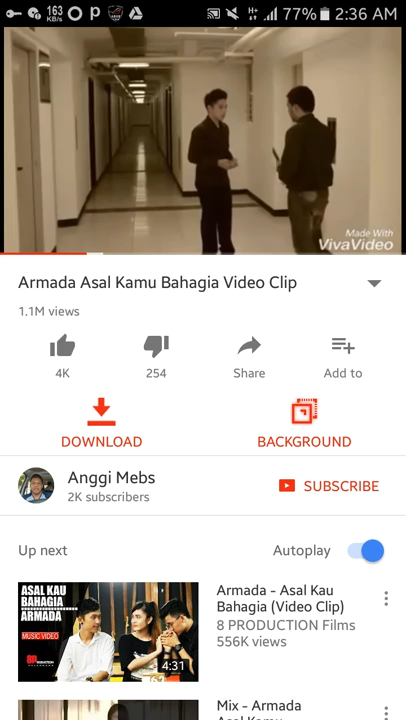 163
KB/s
H+
77%
2:36 AM
Made With
VivaVideo
Armada Asal Kamu Bahagia Video Clip
1.1M views
4K
254
Share
Add to
DOWNLOAD
BACKGROUND
Anggi Mebs
2K subscribers
SUBSCRIBE
Up next
Autoplay
ASAL KAU
BAHAGIA
ARMADA
MUSIC VIDEO
4:31
Armada - Asal Kau
Bahagia (Video Clip)
8 PRODUCTION Films
556K views
Mix - Armada
Asal Kamu